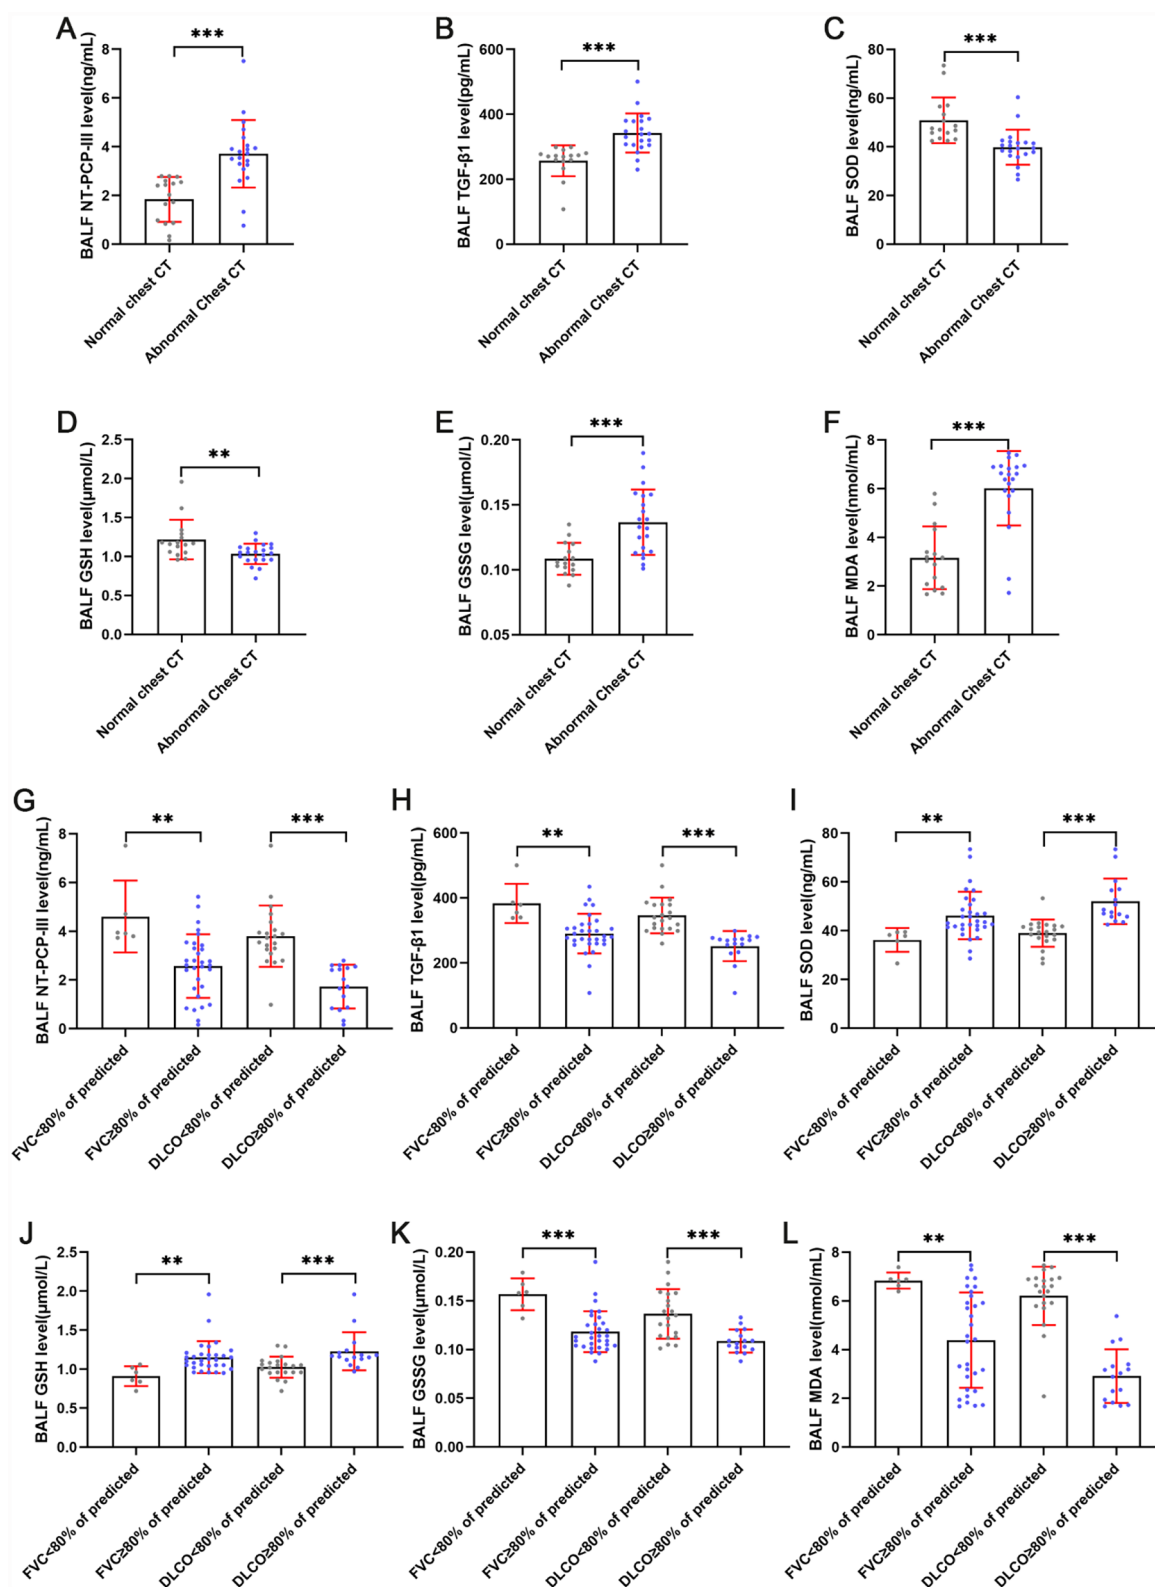 A
BALF NT-PCP-III level(ng/mL)
8
6
4
2
0
***
Normal chest CT
Abnormal Chest CT
B
BALF TGF-β1 level(pg/mL)
600
400
200
0
***
Normal chest CT
Abnormal Chest CT
C
BALF SOD level(ng/mL)
80
60
40
20
0
***
Normal chest CT
Abnormal Chest CT
D
BALF GSH level(μmol/L)
2.5
2.0
1.5
1.0
0.5
0.0
**
Normal chest CT
Abnormal Chest CT
E
BALF GSSG level(μmol/L)
0.20
0.15
0.10
0.05
***
Normal chest CT
Abnormal Chest CT
F
BALF MDA level(nmol/mL)
8
6
4
2
0
***
Normal chest CT
Abnormal Chest CT
G
BALF NT-PCP-III level(ng/mL)
8
6
4
2
0
**
***
FVC<80% of predicted
FVC≥80% of predicted
DLCO<80% of predicted
DLCO≥80% of predicted
H
BALF TGF-β1 level(pg/mL)
600
400
200
0
**
***
FVC<80% of predicted
FVC≥80% of predicted
DLCO<80% of predicted
DLCO≥80% of predicted
I
BALF SOD level(ng/mL)
80
60
40
20
0
**
***
FVC<80% of predicted
FVC≥80% of predicted
DLCO<80% of predicted
DLCO≥80% of predicted
J
BALF GSH level(μmol/L)
2.5
2.0
1.5
1.0
0.5
0.0
**
***
FVC<80% of predicted
FVC≥80% of predicted
DLCO<80% of predicted
DLCO≥80% of predicted
K
BALF GSSG level(μmol/L)
0.20
0.15
0.10
0.05
0.00
***
***
FVC<80% of predicted
FVC≥80% of predicted
DLCO<80% of predicted
DLCO≥80% of predicted
L
BALF MDA level(nmol/mL)
8
6
4
2
0
**
***
FVC<80% of predicted
FVC≥80% of predicted
DLCO<80% of predicted
DLCO≥80% of predicted